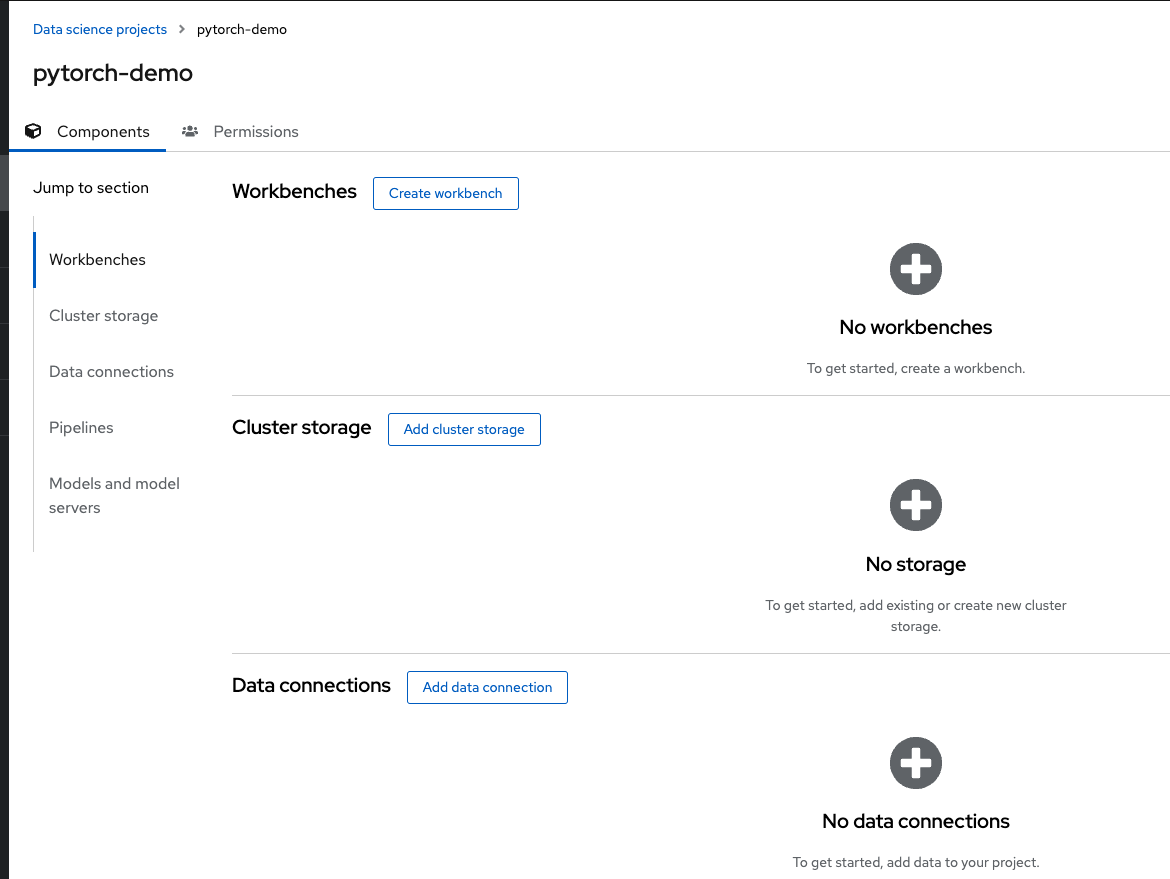 Data science projects > pytorch-demo
pytorch-demo
Components Permissions
Jump to section
Workbenches
Cluster storage
Data connections
Pipelines
Models and model
servers
Workbenches Create workbench
No workbenches
To get started, create a workbench.
Cluster storage Add cluster storage
No storage
To get started, add existing or create new cluster
storage.
Data connections Add data connection
No data connections
To get started, add data to your project.